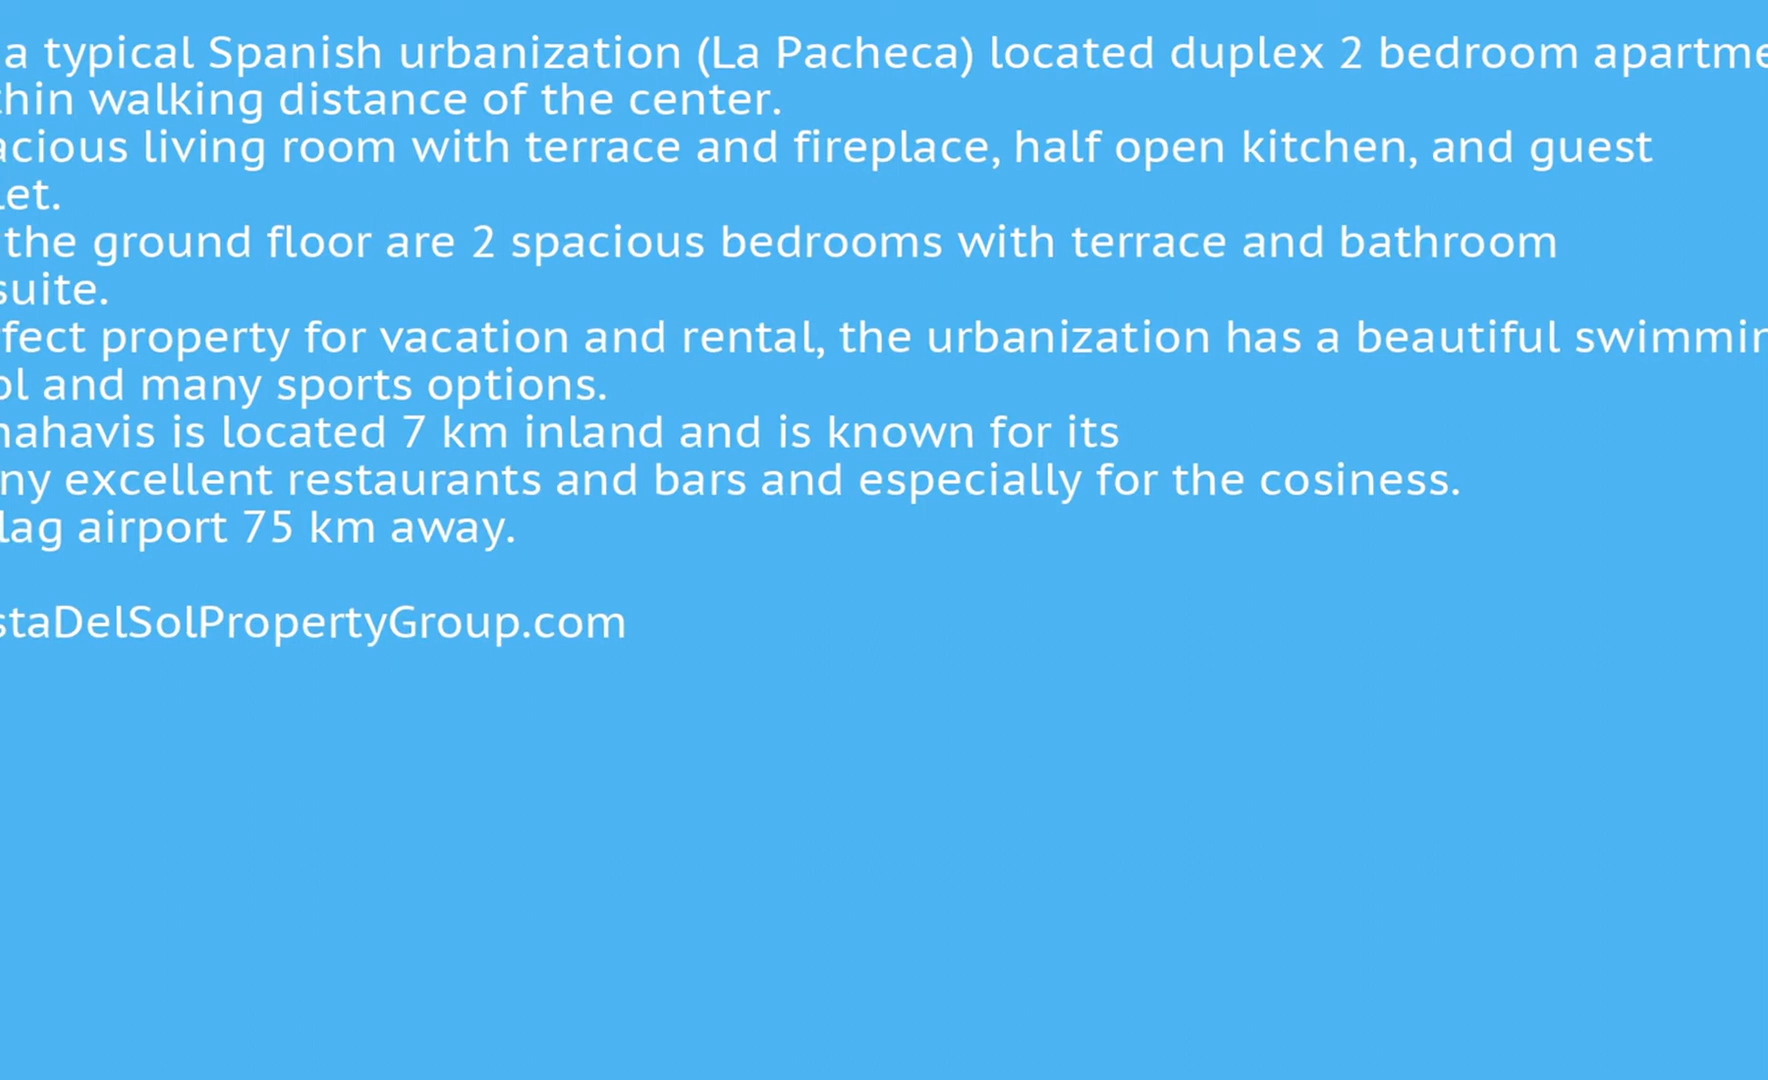 a typical Spanish urbanization (La Pacheca) located duplex 2 bedroom apartme
thin walking distance of the center.
acious living room with terrace and fireplace, half open kitchen, and guest
let.
the ground floor are 2 spacious bedrooms with terrace and bathroom
suite.
fect property for vacation and rental, the urbanization has a beautiful swimmin
ol and many sports options.
nahavis is located 7 km inland and is known for its
ny excellent restaurants and bars and especially for the cosiness.
lag airport 75 km away.
staDelSolPropertyGroup.com